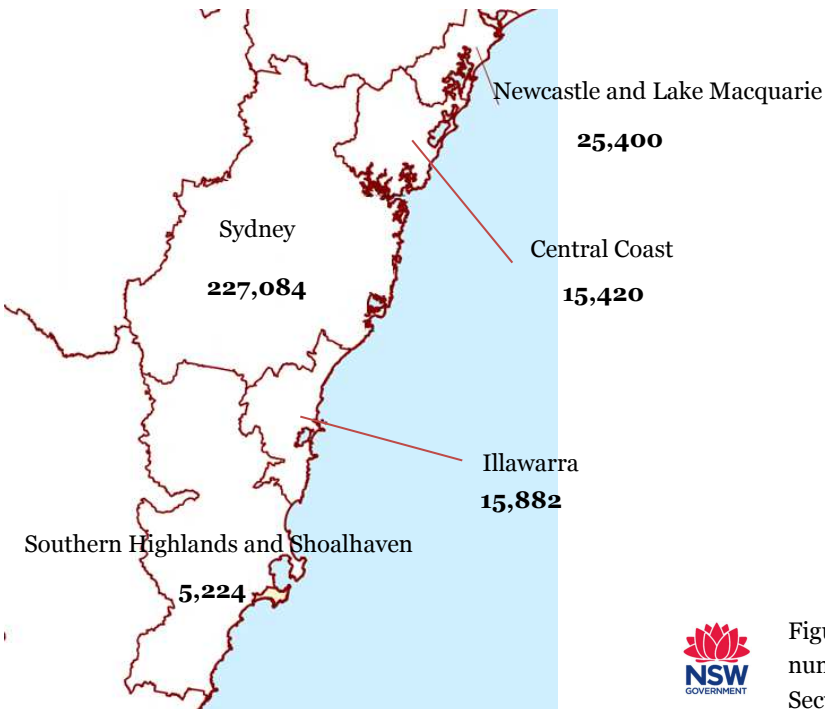 Newcastle and Lake Macquarie
25,400
Sydney
227,084
Central Coast
15,420
Illawarra
15,882
Southern Highlands and Shoalhaven
5,224
NSW
GOVERNMENT